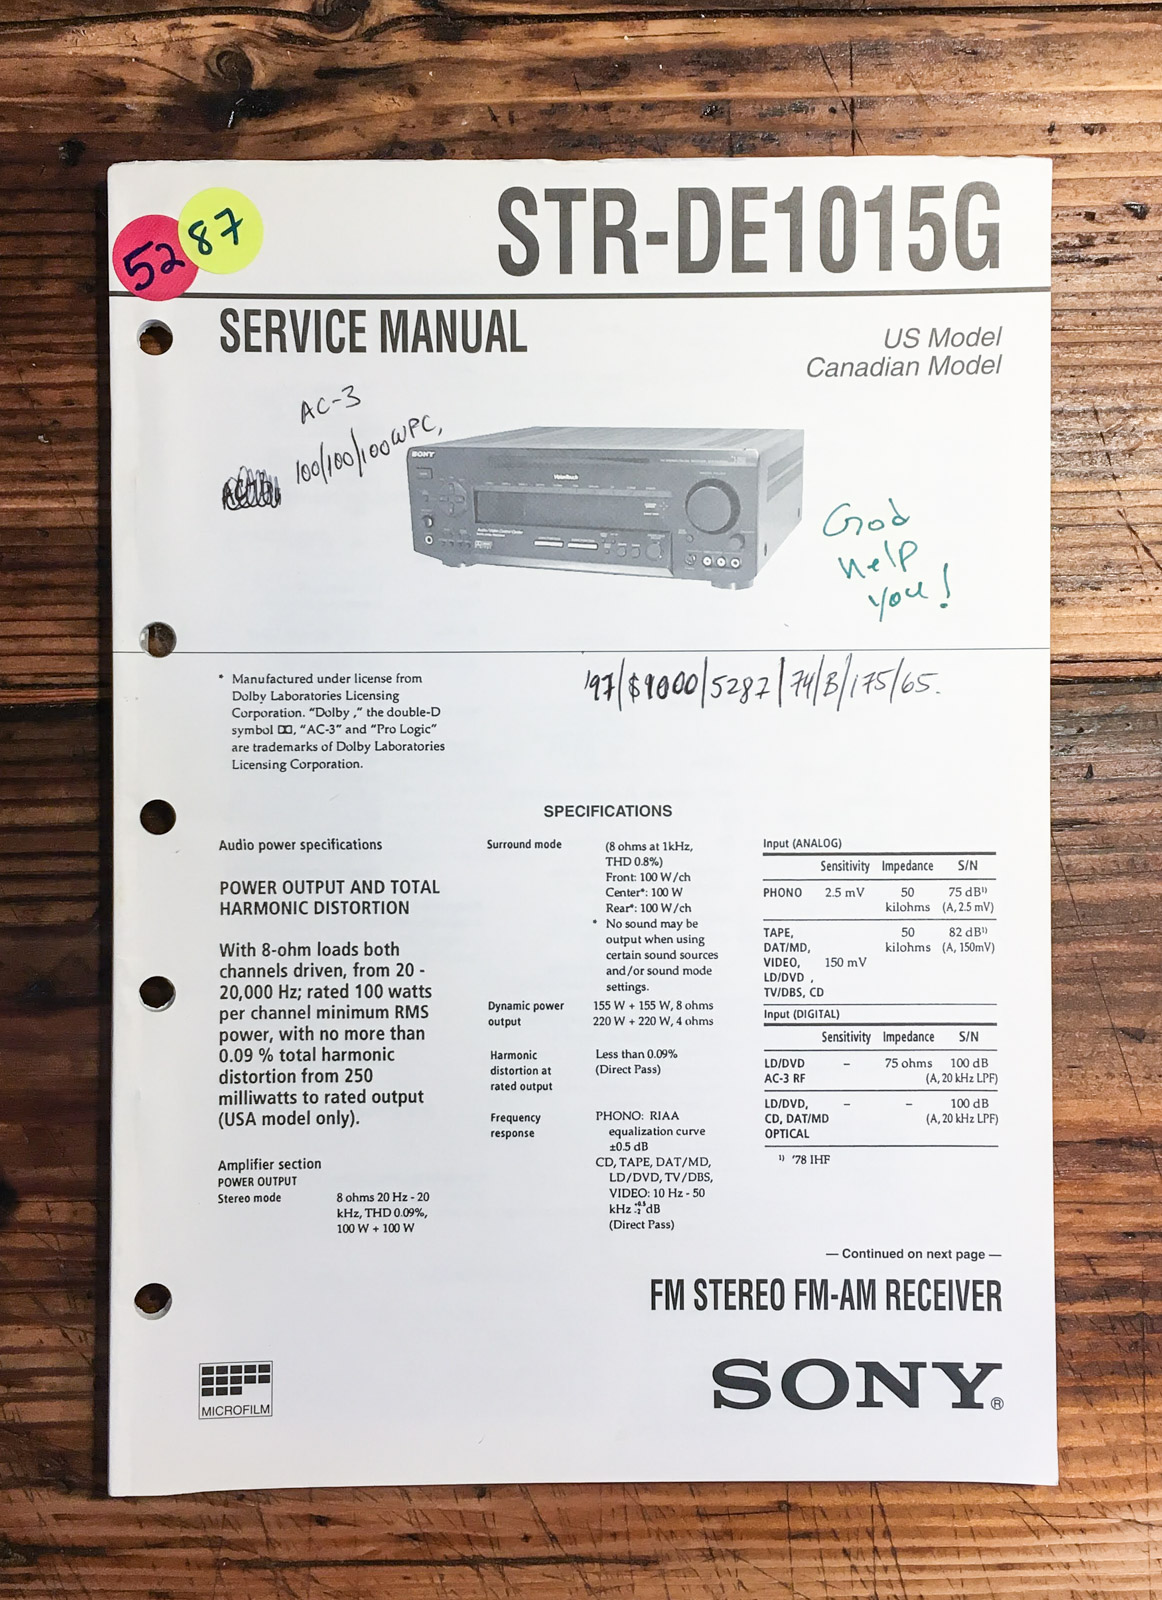 STR-DE1015G
52
87
SERVICE MANUAL
US Model
Canadian Model
AC-3
100/100/100WPC,
SONY
God
help
you!
* Manufactured under license from
Dolby Laboratories Licensing
Corporation. "Dolby ," the double-D
symbol, "AC-3" and "Pro Logic"
are trademarks of Dolby Laboratories
Licensing Corporation.
'97/$1000/5287/74/B/175/65.
SPECIFICATIONS
Audio power specifications
POWER OUTPUT AND TOTAL
HARMONIC DISTORTION
With 8-ohm loads both
channels driven, from 20 -
20,000 Hz; rated 100 watts
per channel minimum RMS
power, with no more than
0.09 % total harmonic
distortion from 250
milliwatts to rated output
(USA model only).
Amplifier section
POWER OUTPUT
Stereo mode 8 ohms 20 Hz - 20
kHz, THD 0.09%,
100 W + 100 W
Surround mode (8 ohms at 1kHz,
THD 0.8%)
Front: 100 W/ch
Center*: 100 W
Rear*: 100 W/ch
* No sound may be
output when using
certain sound sources
and/or sound mode
settings.
Dynamic power 155 W + 155 W, 8 ohms
output 220 W + 220 W, 4 ohms
Harmonic Less than 0.09%
distortion at (Direct Pass)
rated output
Frequency PHONO: RIAA
response equalization curve
±0.5 dB
CD, TAPE, DAT/MD,
LD/DVD, TV/DBS,
VIDEO: 10 Hz - 50
kHz dB
(Direct Pass)
Input (ANALOG)
Sensitivity Impedance S/N
PHONO 2.5 mV 50 75 dB¹⁾
kilohms (A, 2.5 mV)
TAPE, 50 82 dB¹⁾
DAT/MD, kilohms (A, 150mV)
VIDEO, 150 mV
LD/DVD ,
TV/DBS, CD
Input (DIGITAL)
Sensitivity Impedance S/N
LD/DVD – 75 ohms 100 dB
AC-3 RF (A, 20 kHz LPF)
LD/DVD, – – 100 dB
CD, DAT/MD (A, 20 kHz LPF)
OPTICAL
¹⁾ '78 IHF
— Continued on next page —
FM STEREO FM-AM RECEIVER
MICROFILM
SONY®